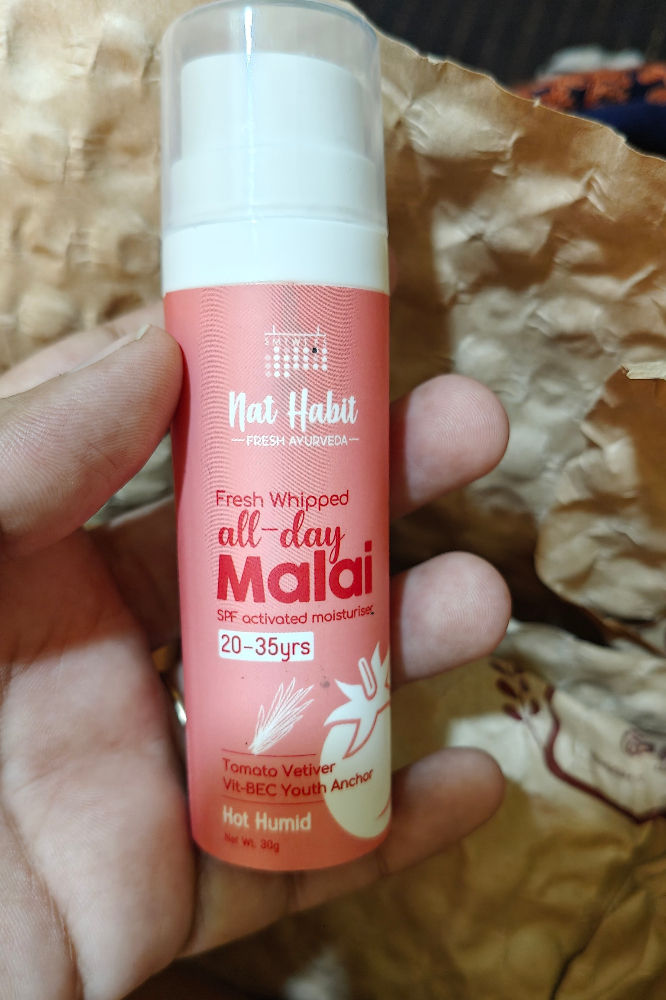 S M T W T F S
Nat Habit
—FRESH AYURVEDA—
Fresh Whipped
all-day
Malai
SPF activated moisturiser
20-35yrs
Tomato Vetiver
Vit-BEC Youth Anchor
Hot Humid
Net Wt. 30g